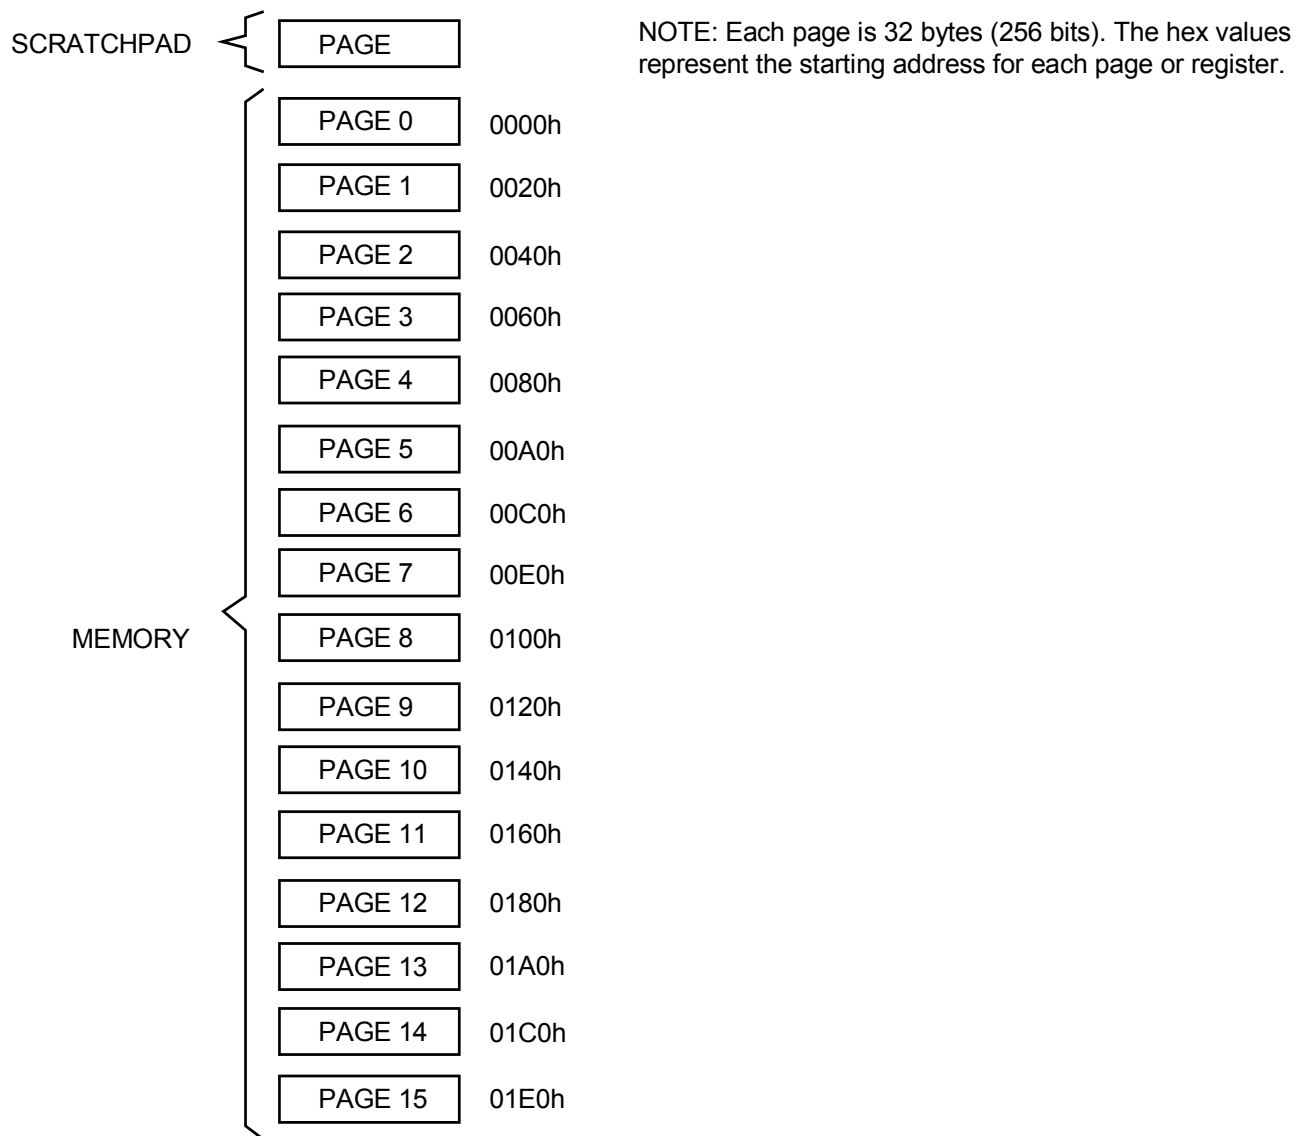 SCRATCHPAD
PAGE
NOTE: Each page is 32 bytes (256 bits). The hex values
represent the starting address for each page or register.
PAGE 0 0000h
PAGE 1 0020h
PAGE 2 0040h
PAGE 3 0060h
PAGE 4 0080h
PAGE 5 00A0h
PAGE 6 00C0h
PAGE 7 00E0h
MEMORY
PAGE 8 0100h
PAGE 9 0120h
PAGE 10 0140h
PAGE 11 0160h
PAGE 12 0180h
PAGE 13 01A0h
PAGE 14 01C0h
PAGE 15 01E0h